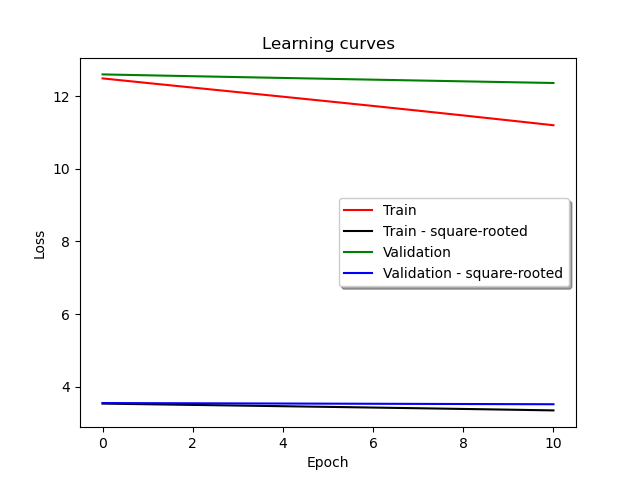 Learning curves
12
10
8
6
4
Loss
Train
Train - square-rooted
Validation
Validation - square-rooted
0 2 4 6 8 10
Epoch